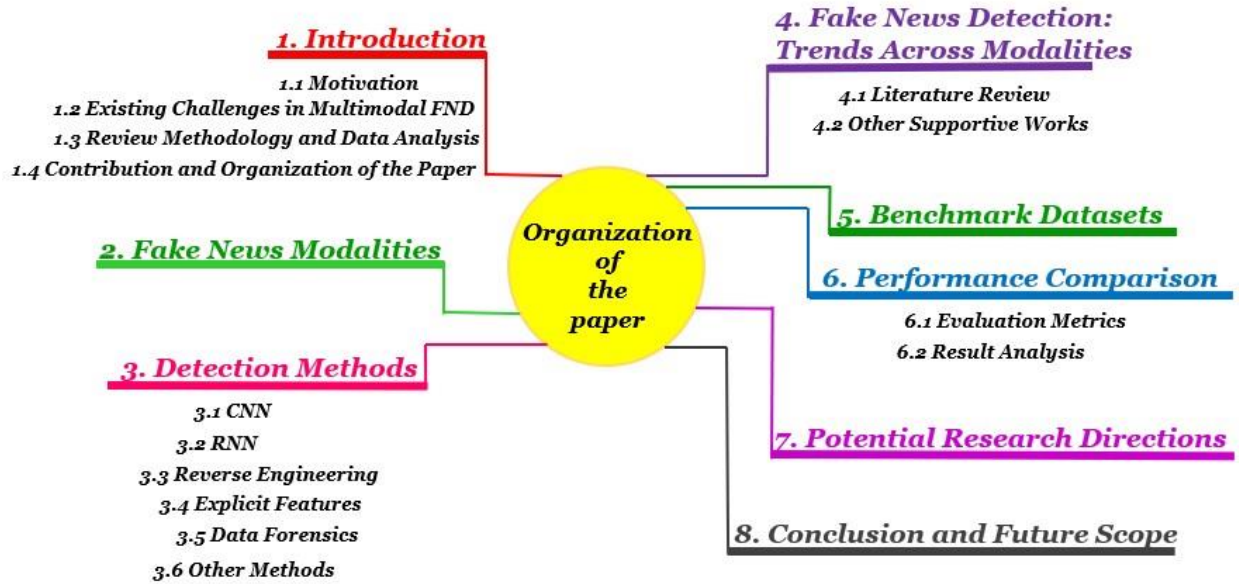 1. Introduction
1.1 Motivation
1.2 Existing Challenges in Multimodal FND
1.3 Review Methodology and Data Analysis
1.4 Contribution and Organization of the Paper
2. Fake News Modalities
3. Detection Methods
3.1 CNN
3.2 RNN
3.3 Reverse Engineering
3.4 Explicit Features
3.5 Data Forensics
3.6 Other Methods
Organization
of
the
paper
4. Fake News Detection:
Trends Across Modalities
4.1 Literature Review
4.2 Other Supportive Works
5. Benchmark Datasets
6. Performance Comparison
6.1 Evaluation Metrics
6.2 Result Analysis
7. Potential Research Directions
8. Conclusion and Future Scope